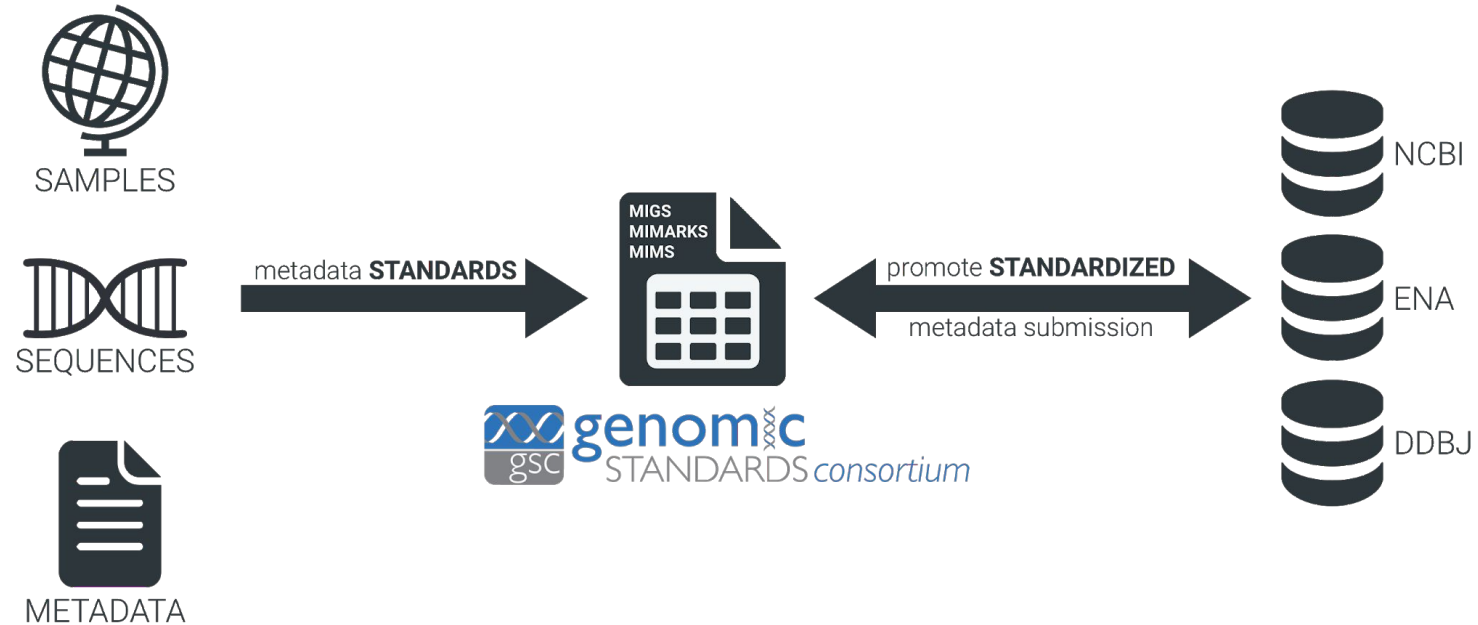 SAMPLES
SEQUENCES
METADATA
metadata STANDARDS
MIGS
MIMARKS
MIMS
gsc
genomic
STANDARDS consortium
promote STANDARDIZED
metadata submission
NCBI
ENA
DDBJ